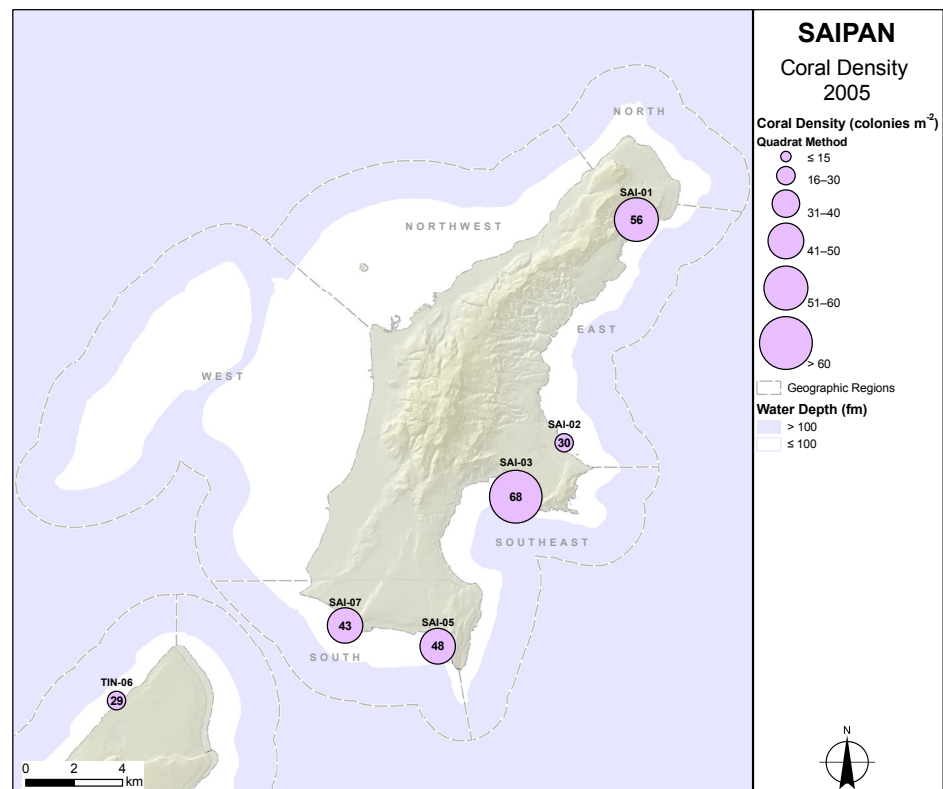 SAIPAN
Coral Density
2005
Coral Density (colonies m-2)
Quadrat Method
≤ 15
16–30
31–40
41–50
51–60
> 60
Geographic Regions
Water Depth (fm)
> 100
≤ 100
N
NORTH
SAI-01
56
NORTHWEST
EAST
WEST
SAI-02
30
SAI-03
68
SOUTHEAST
SAI-07
43
SAI-05
48
SOUTH
TIN-06
29
0 2 4
km